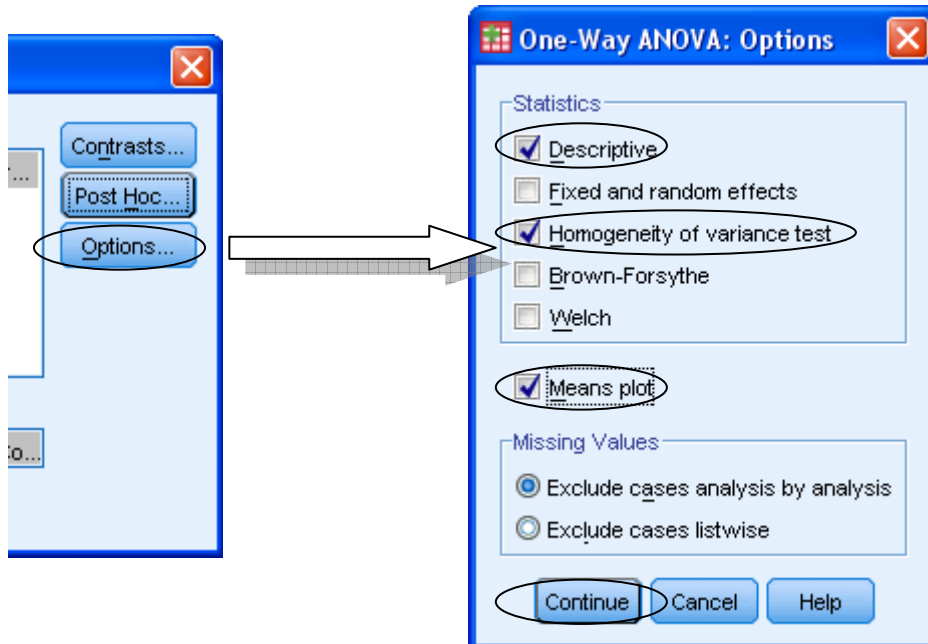 ...
Contrasts...
Post Hoc...
Options...
Co...
One-Way ANOVA: Options
Statistics
Descriptive
Fixed and random effects
Homogeneity of variance test
Brown-Forsythe
Welch
Means plot
Missing Values
Exclude cases analysis by analysis
Exclude cases listwise
Continue Cancel Help